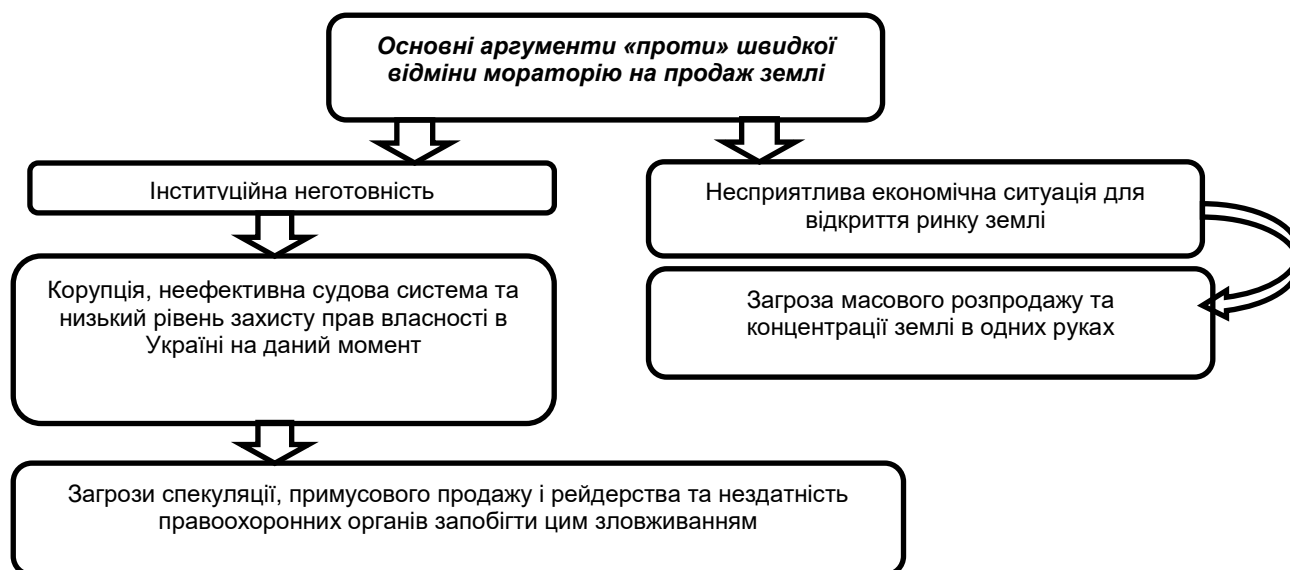 Основні аргументи «проти» швидкої
відміни мораторію на продаж землі
Інституційна неготовність
Несприятлива економічна ситуація для
відкриття ринку землі
Корупція, неефективна судова система та
низький рівень захисту прав власності в
Україні на даний момент
Загроза масового розпродажу та
концентрації землі в одних руках
Загрози спекуляції, примусового продажу і рейдерства та нездатність
правоохоронних органів запобігти цим зловживанням